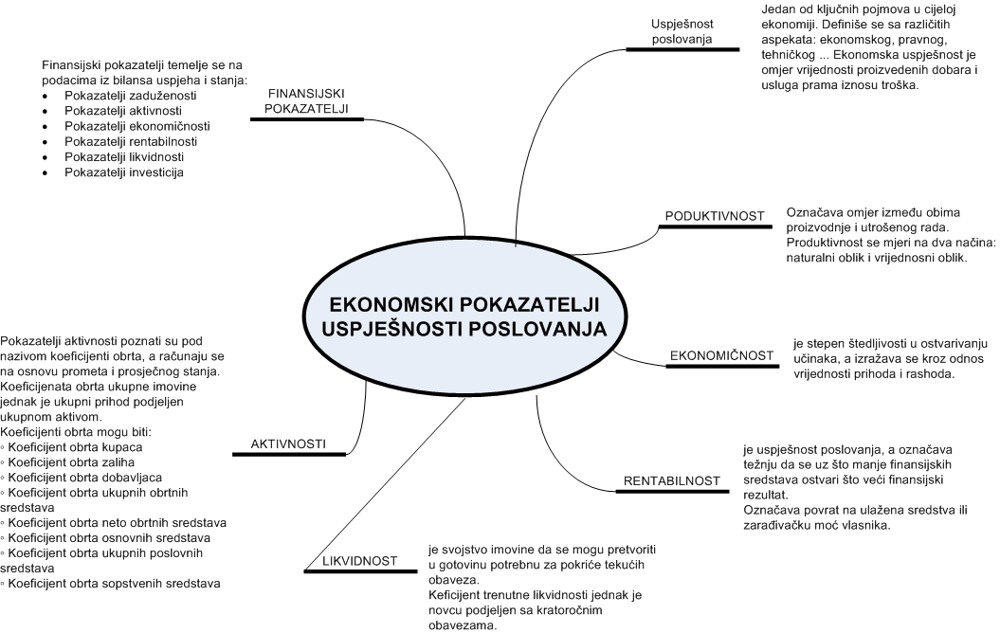 Uspješnost
poslovanja
Jedan od ključnih pojmova u cijeloj
ekonomiji. Definiše se sa različitih
aspekata: ekonomskog, pravnog,
tehničkog ... Ekonomska uspješnost je
omjer vrijednosti proizvedenih dobara i
usluga prama iznosu troška.
Finansijski pokazatelji temelje se na
podacima iz bilansa uspjeha i stanja:
• Pokazatelji zaduženosti
• Pokazatelji aktivnosti
• Pokazatelji ekonomičnosti
• Pokazatelji rentabilnosti
• Pokazatelji likvidnosti
• Pokazatelji investicija
FINANSIJSKI
POKAZATELJI
PODUKTIVNOST
Označava omjer između obima
proizvodnje i utrošenog rada.
Produktivnost se mjeri na dva načina:
naturalni oblik i vrijednosni oblik.
EKONOMSKI POKAZATELJI
USPJEŠNOSTI POSLOVANJA
EKONOMIČNOST
je stepen štedljivosti u ostvarivanju
učinaka, a izražava se kroz odnos
vrijednosti prihoda i rashoda.
Pokazatelji aktivnosti poznati su pod
nazivom koeficijenti obrta, a računaju se
na osnovu prometa i prosječnog stanja.
Koeficijenata obrta ukupne imovine
jednak je ukupni prihod podjeljen
ukupnom aktivom.
Koeficijenti obrta mogu biti:
◦ Koeficijent obrta kupaca
◦ Koeficijent obrta zaliha
◦ Koeficijent obrta dobavljaca
◦ Koeficijent obrta ukupnih obrtnih
sredstava
◦ Koeficijent obrta neto obrtnih sredstava
◦ Koeficijent obrta osnovnih sredstava
◦ Koeficijent obrta ukupnih poslovnih
sredstava
◦ Koeficijent obrta sopstvenih sredstava
AKTIVNOSTI
RENTABILNOST
je uspješnost poslovanja, a označava
težnju da se uz što manje finansijskih
sredstava ostvari što veći finansijski
rezultat.
Označava povrat na ulažena sredstva ili
zarađivačku moć vlasnika.
LIKVIDNOST
je svojstvo imovine da se mogu pretvoriti
u gotovinu potrebnu za pokriće tekućih
obaveza.
Keficijent trenutne likvidnosti jednak je
novcu podjeljen sa kratoročnim
obavezama.